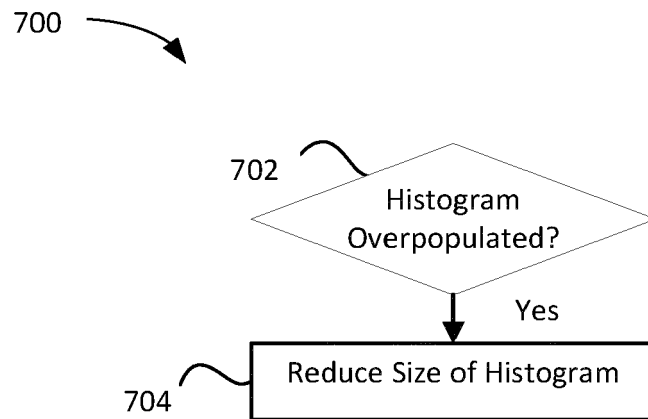 700
702
Histogram
Overpopulated?
Yes
Reduce Size of Histogram
704